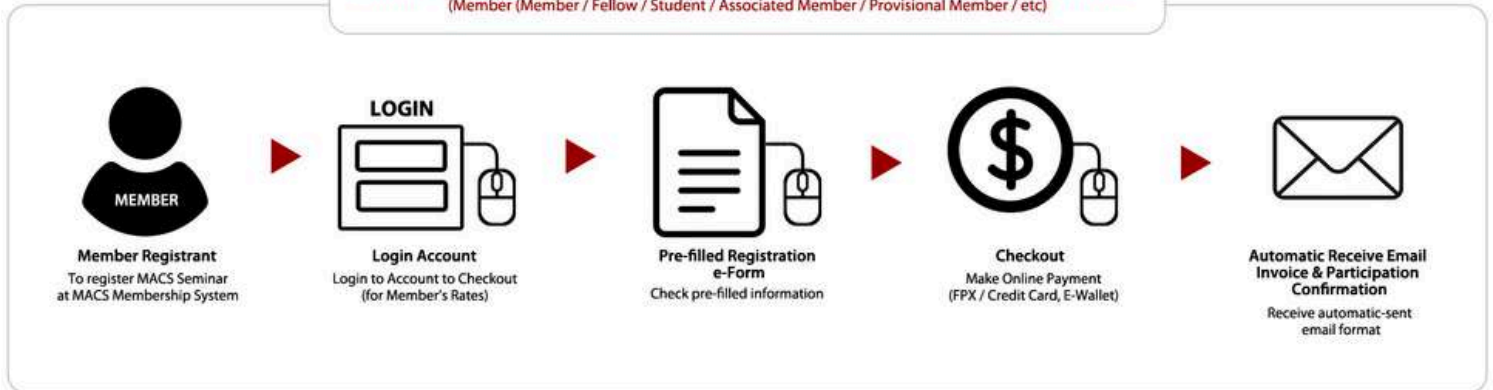 (Member (Member / Fellow / Student / Associated Member / Provisional Member / etc)
MEMBER
Member Registrant
To register MACS Seminar
at MACS Membership System
LOGIN
Login Account
Login to Account to Checkout
(for Member's Rates)
Pre-filled Registration
e-Form
Check pre-filled information
$
Checkout
Make Online Payment
(FPX / Credit Card, E-Wallet)
Automatic Receive Email
Invoice & Participation
Confirmation
Receive automatic-sent
email format